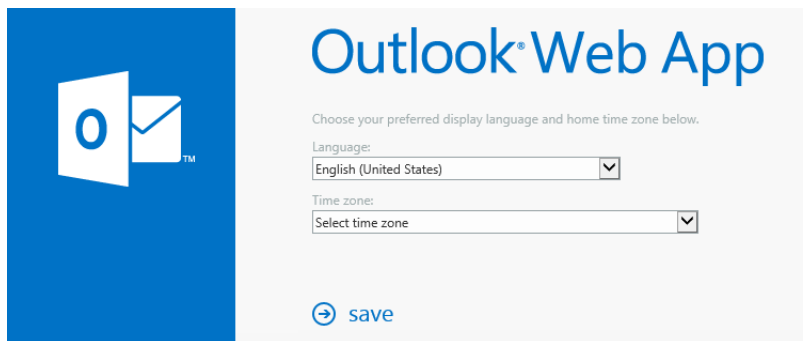 Outlook® Web App
O
TM
Choose your preferred display language and home time zone below.
Language:
English (United States)
Time zone:
Select time zone
save